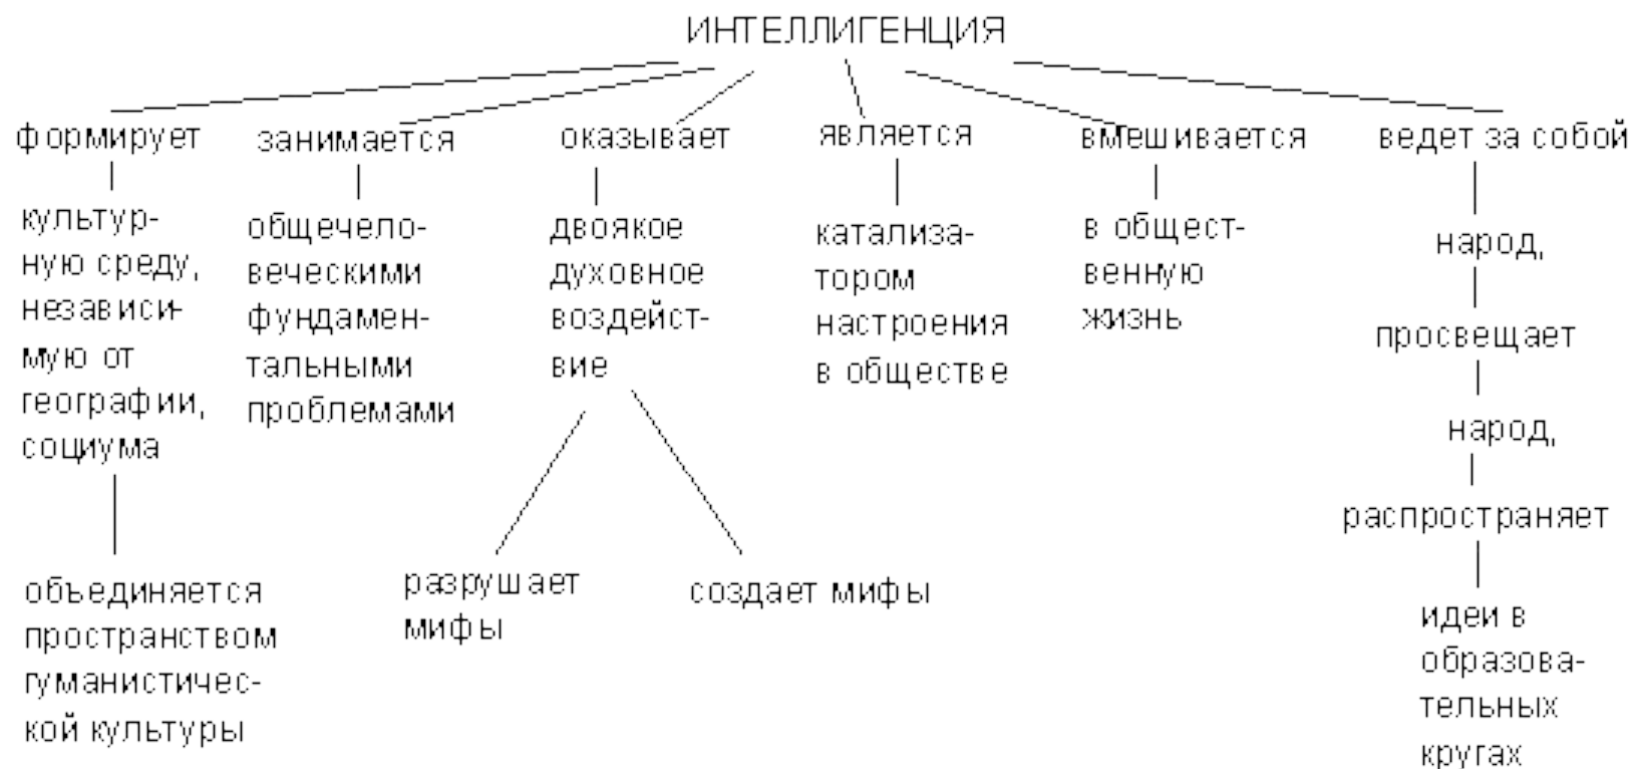 ИНТЕЛЛИГЕНЦИЯ
формирует
занимается
оказывает
является
вмешивается
ведет за собой
культур-
ную среду,
независи-
мую от
географии,
социума
объединяется
пространством
гуманистичес-
кой культуры
общечело-
веческими
фундамен-
тальными
проблемами
двоякое
духовное
воздейст-
вие
разрушает
мифы
создает мифы
катализа-
тором
настроения
в обществе
в общест-
венную
жизнь
народ,
просвещает
народ,
распространяет
идеи в
образова-
тельных
кругах